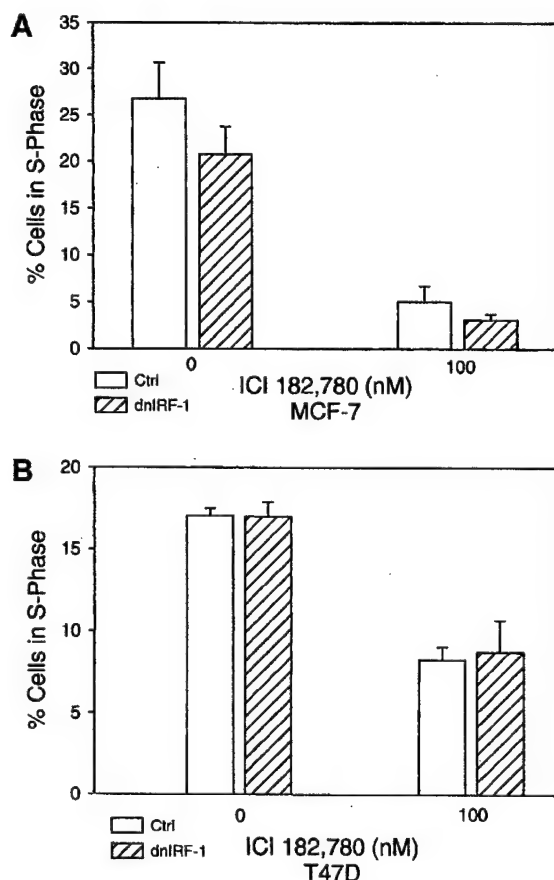 A
35
30
25
20
15
10
5
0
% Cells in S-Phase
0 100
Ctrl
dnIRF-1
ICI 182,780 (nM)
MCF-7
B
20
15
10
5
0
% Cells in S-Phase
0 100
Ctrl
dnIRF-1
ICI 182,780 (nM)
T47D